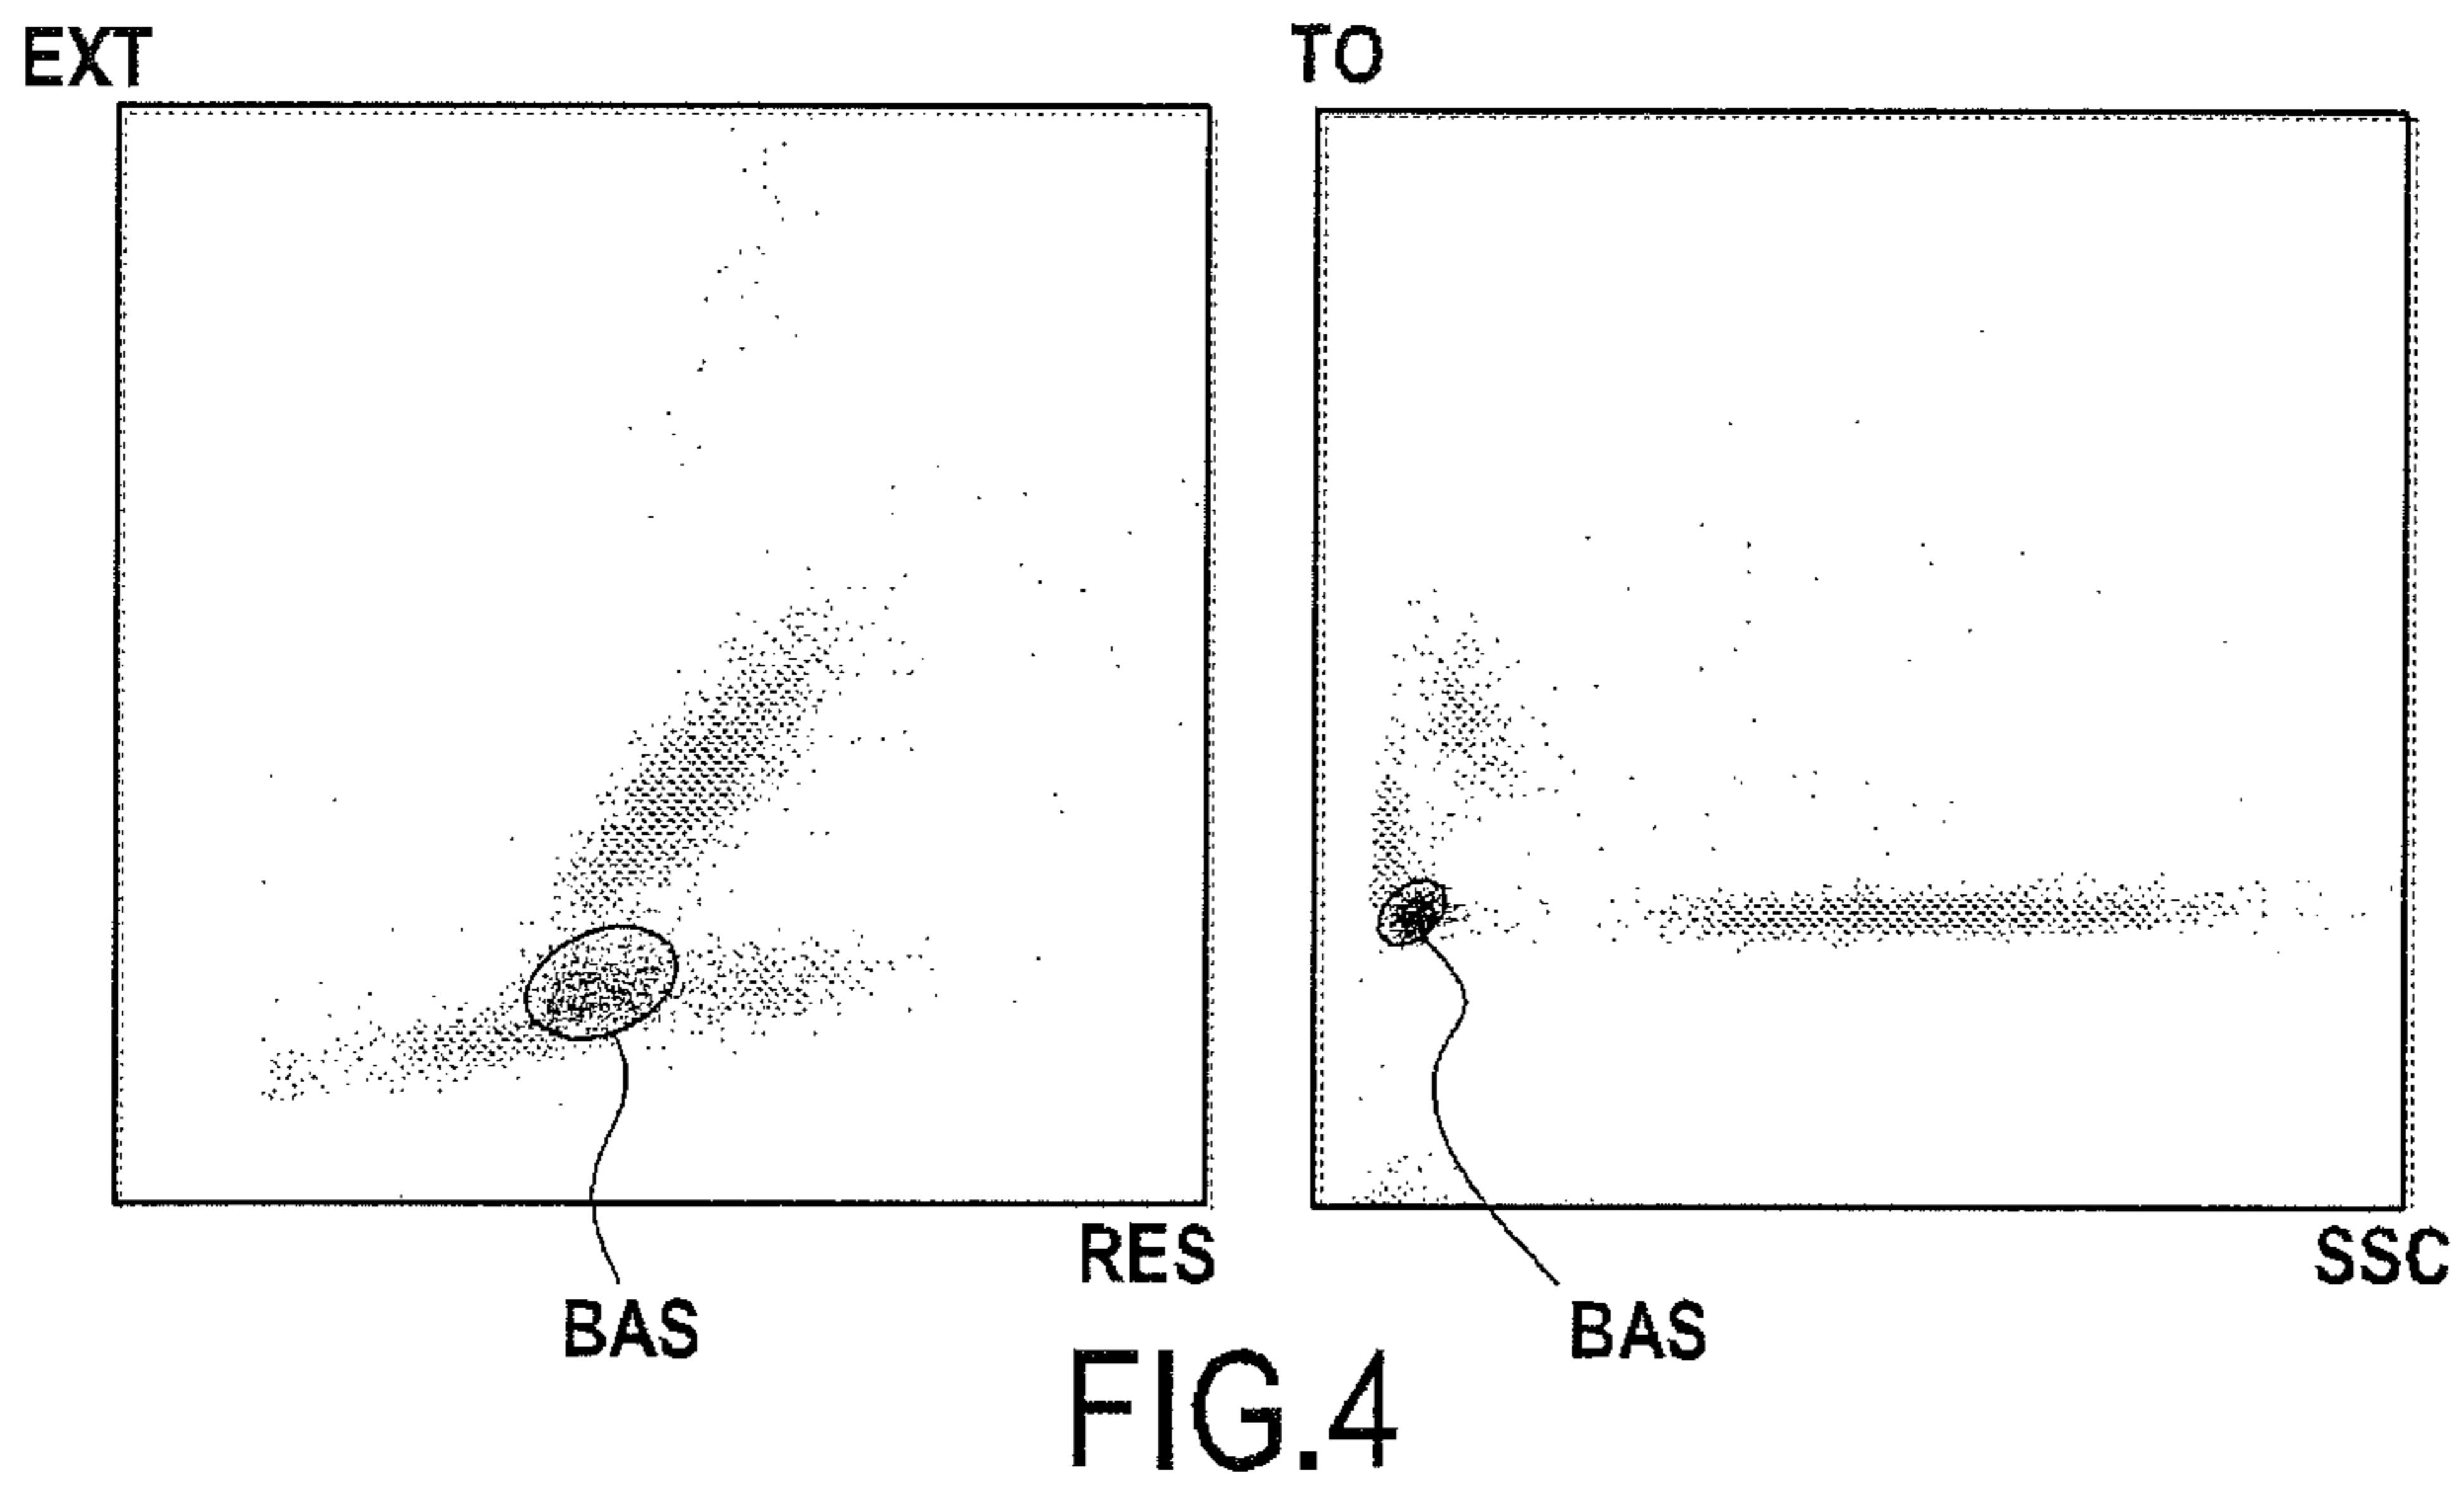 EXT
TO
RES
SSC
BAS
BAS
FIG.4